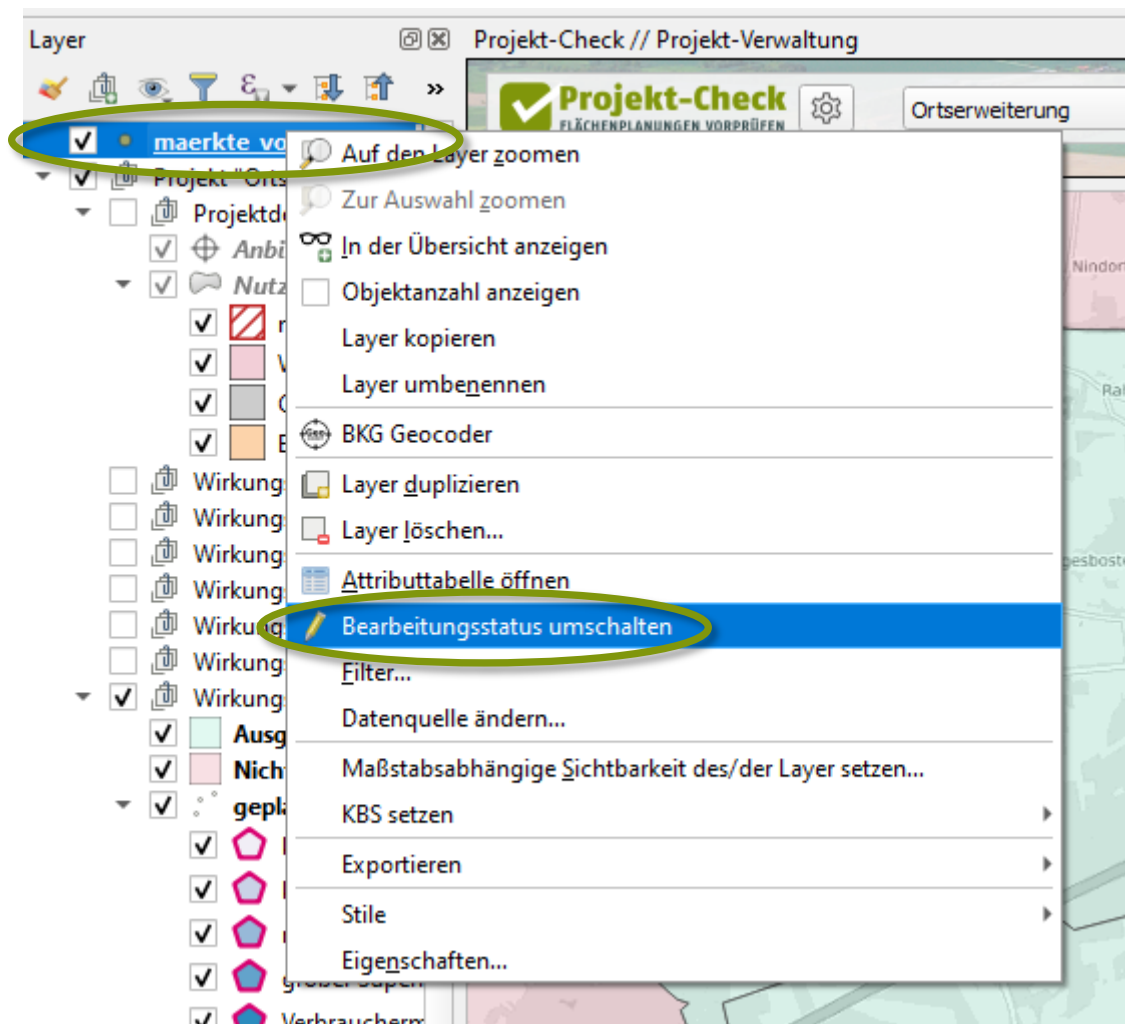 Layer
Projekt-Check // Projekt-Verwaltung
»
Projekt-Check
FLÄCHENPLANUNGEN VORPRÜFEN
Ortserweiterung
maerkte_vo
Projekt "Orts
Projektde
Anbi
Nutz
Wirkung
Wirkung
Wirkung
Wirkung
Wirkung
Wirkung
Wirkung
Ausg
Nich
gepla
großer Super
Verbraucherm
Auf den Layer zoomen
Zur Auswahl zoomen
In der Übersicht anzeigen
Objektanzahl anzeigen
Layer kopieren
Layer umbenennen
BKG Geocoder
Layer duplizieren
Layer löschen...
Attributtabelle öffnen
Bearbeitungsstatus umschalten
Filter...
Datenquelle ändern...
Maßstabsabhängige Sichtbarkeit des/der Layer setzen...
KBS setzen
Exportieren
Stile
Eigenschaften...
Nindor
gesboste